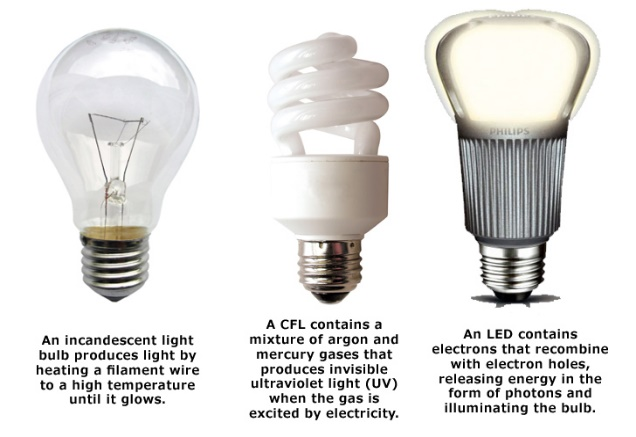 PHILIPS
An incandescent light
bulb produces light by
heating a filament wire
to a high temperature
until it glows.
A CFL contains a
mixture of argon and
mercury gases that
produces invisible
ultraviolet light (UV)
when the gas is
excited by electricity.
An LED contains
electrons that recombine
with electron holes,
releasing energy in the
form of photons and
illuminating the bulb.